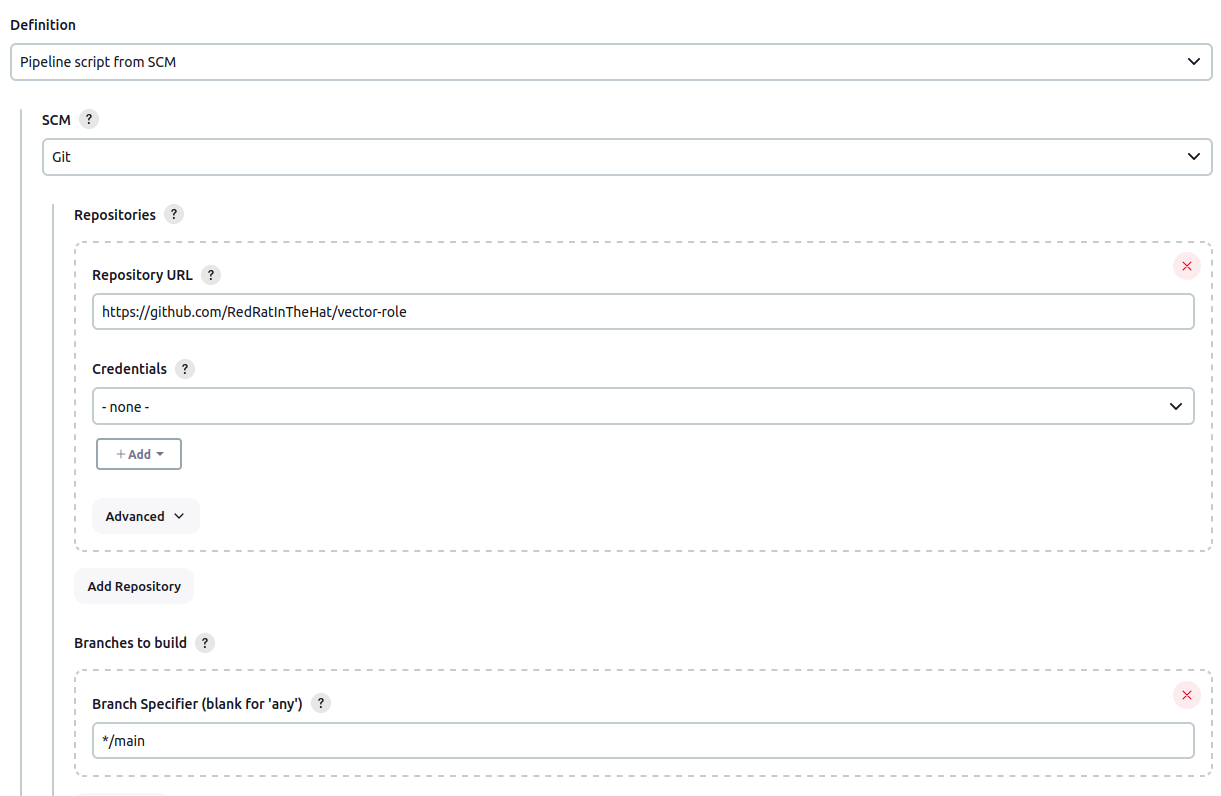 Definition
Pipeline script from SCM
SCM ?
Git
Repositories ?
Repository URL ?
https://github.com/RedRatInTheHat/vector-role
Credentials ?
- none -
+ Add
Advanced
Add Repository
Branches to build ?
Branch Specifier (blank for 'any') ?
*/main